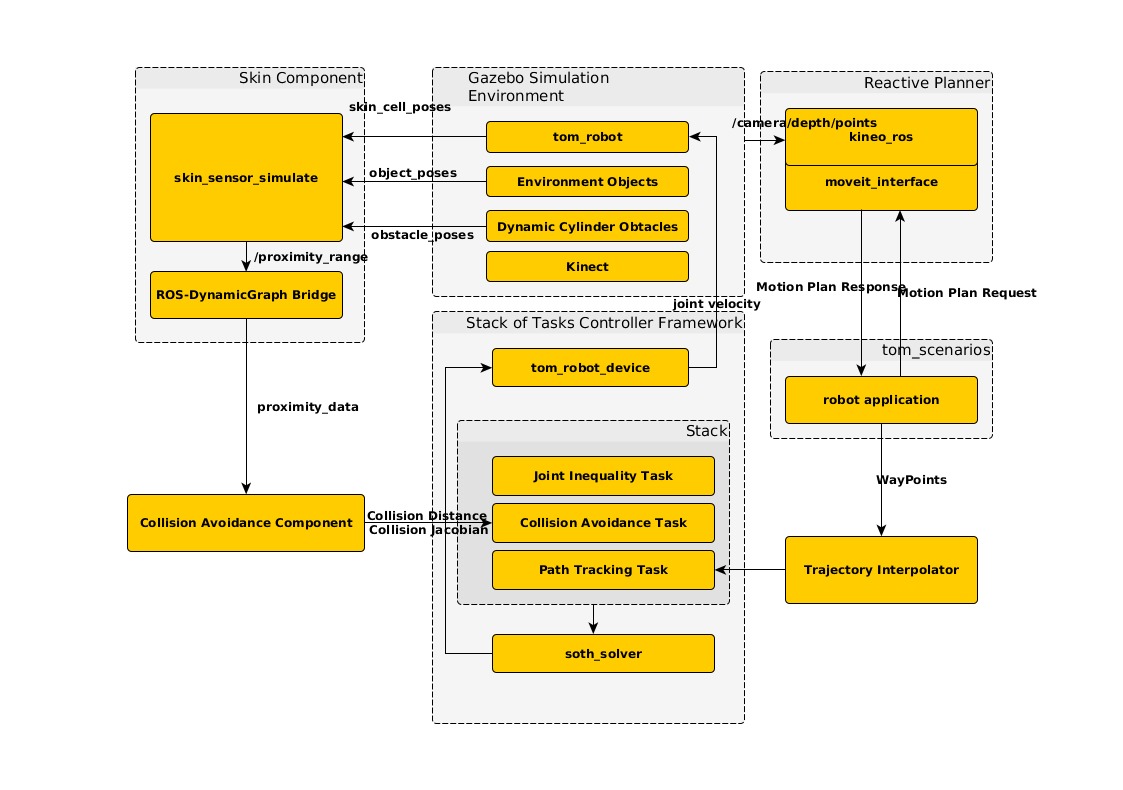 Skin Component
skin_cell_poses
skin_sensor_simulate
object_poses
obstacle_poses
/proximity_range
ROS-DynamicGraph Bridge
proximity_data
Collision Avoidance Component
Collision Distance
Collision Jacobian
Gazebo Simulation
Environment
tom_robot
Environment Objects
Dynamic Cylinder Obtacles
Kinect
joint velocity
Stack of Tasks Controller Framework
tom_robot_device
Stack
Joint Inequality Task
Collision Avoidance Task
Path Tracking Task
soth_solver
Reactive Planner
/camera/depth/points
kineo_ros
moveit_interface
Motion Plan Response
Motion Plan Request
tom_scenarios
robot application
WayPoints
Trajectory Interpolator